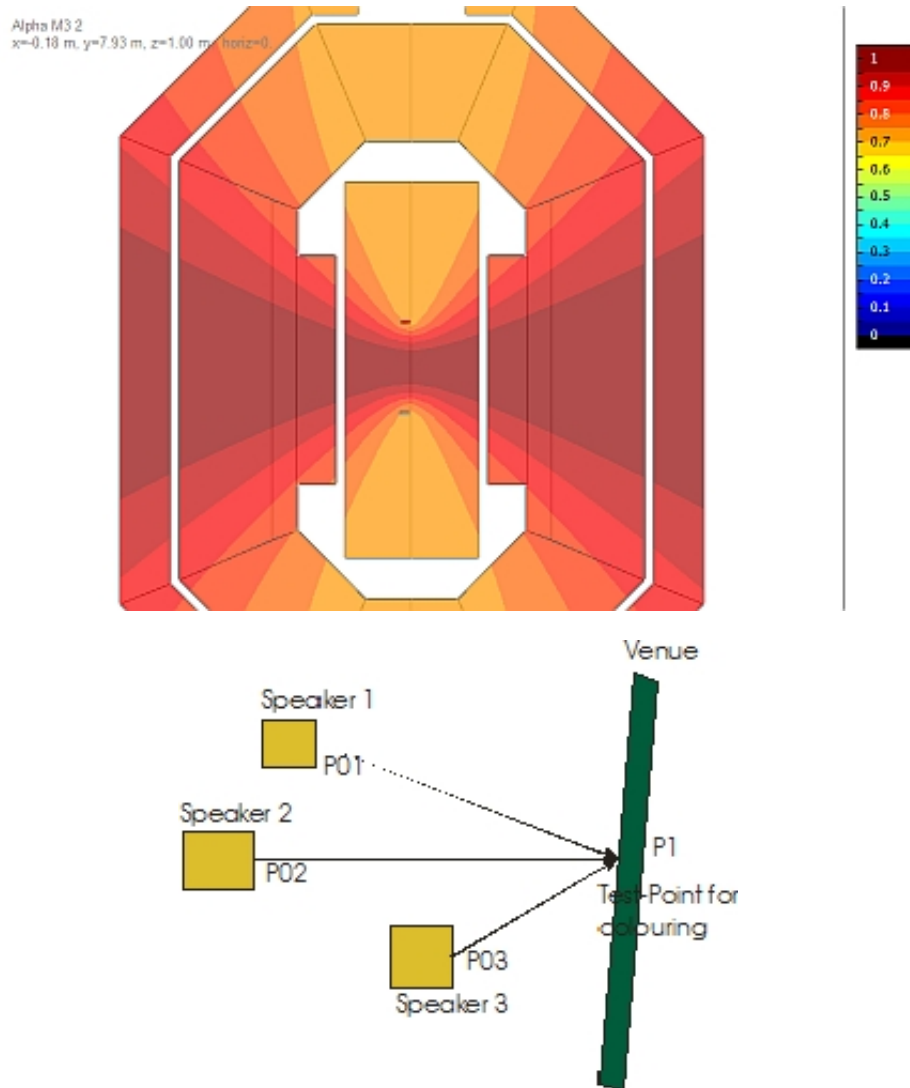 Alpha M3 2
x=-0.18 m, y=7.93 m, z=1.00 m, horiz=0.
1
0.9
0.8
0.7
0.6
0.5
0.4
0.3
0.2
0.1
0
Venue
Speaker 1
P01
Speaker 2
P02
P1
Test-Point for
colouring
P03
Speaker 3